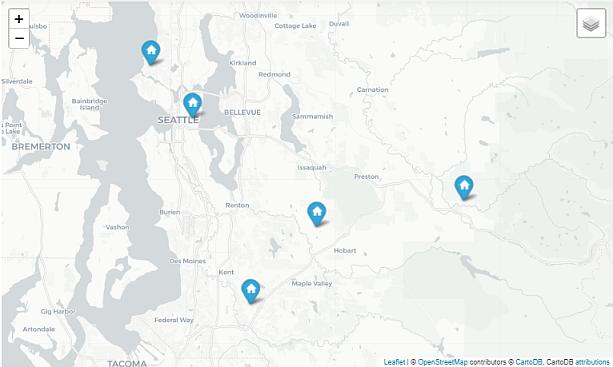 +
−
Woodinville
Cottage Lake
Duvall
Kirkland
Redmond
Silverdale
Carnation
Bainbridge
Island
SEATTLE
BELLEVUE
Sammamish
s Point
a Lake
BREMERTON
Issaquah
Preston
Renton
Burien
Vashon
Hobart
Des Moines
Kent
Maple Valley
Gig Harbor
Federal Way
Artondale
TACOMA
Leaflet | © OpenStreetMap contributors © CartoDB, CartoDB attributions